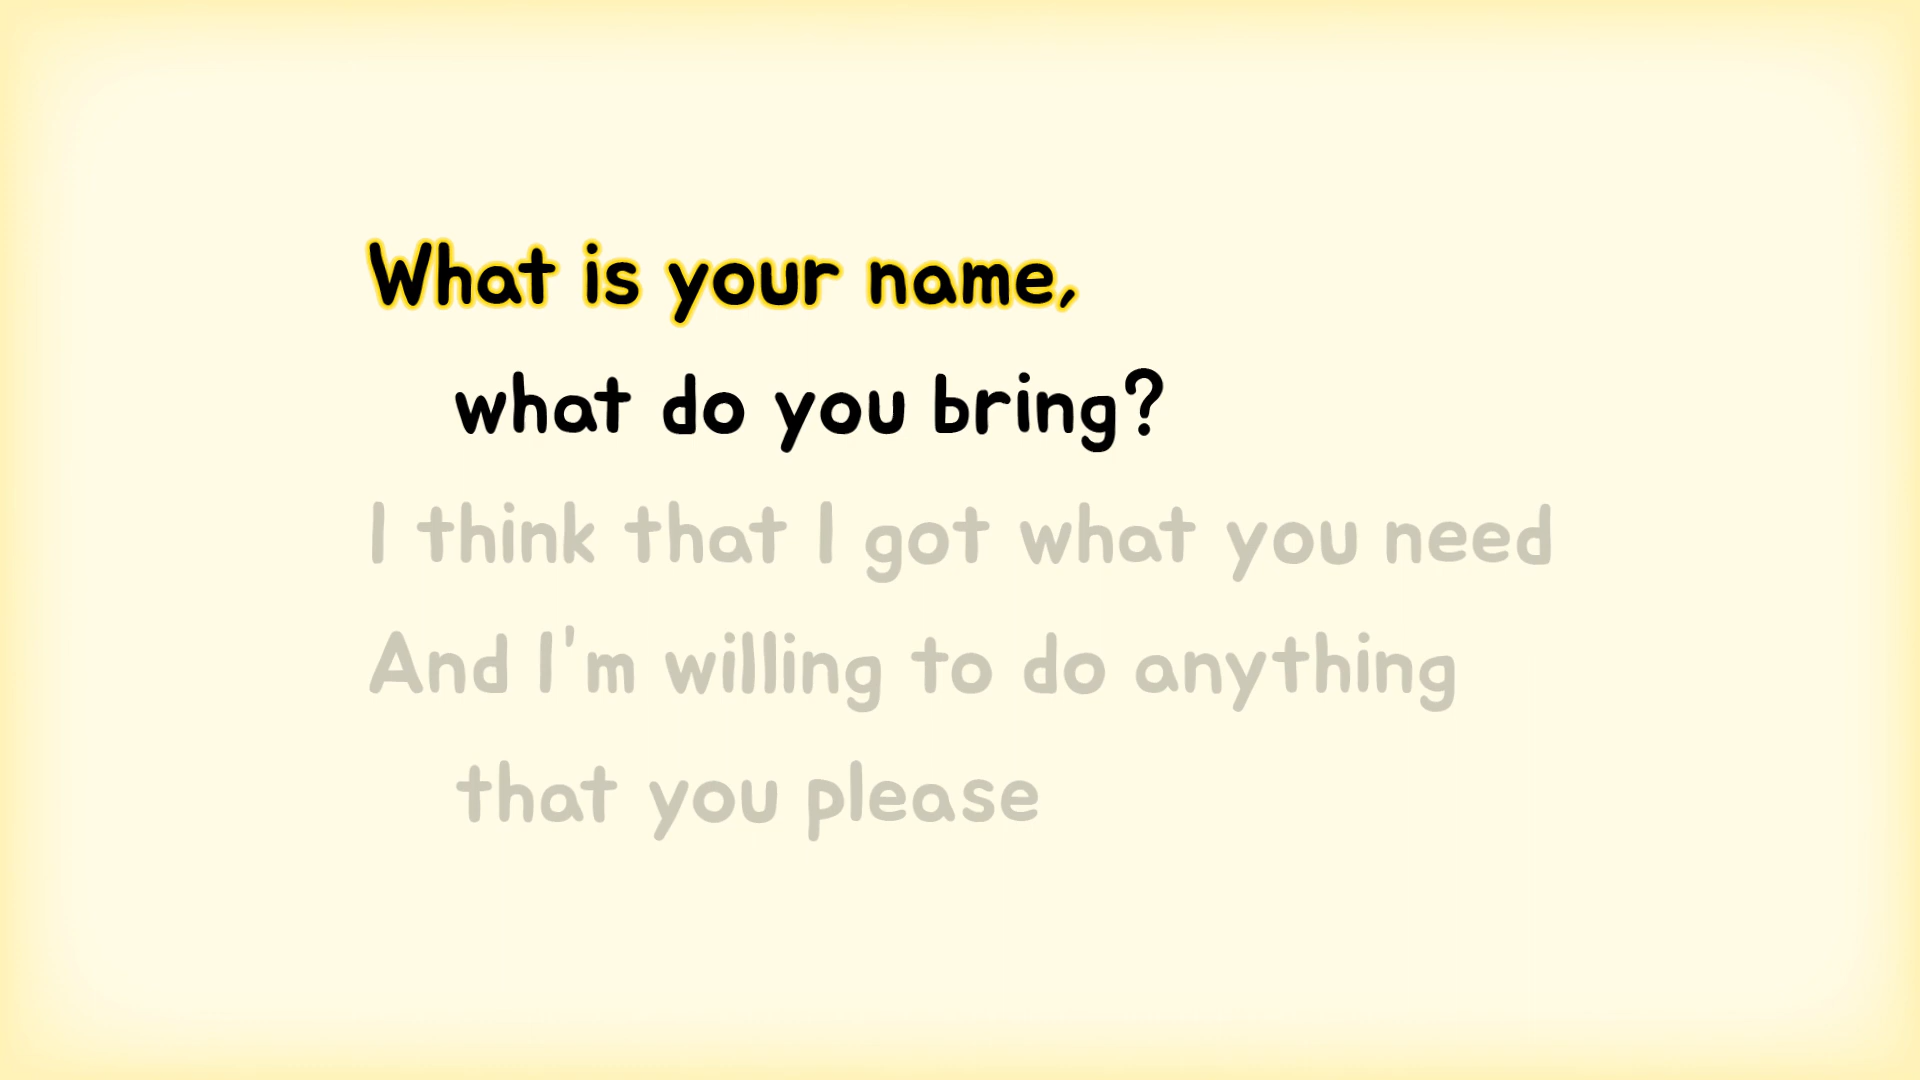 What is your name,
what do you bring?
I think that I got what you need
And I'm willing to do anything
that you please